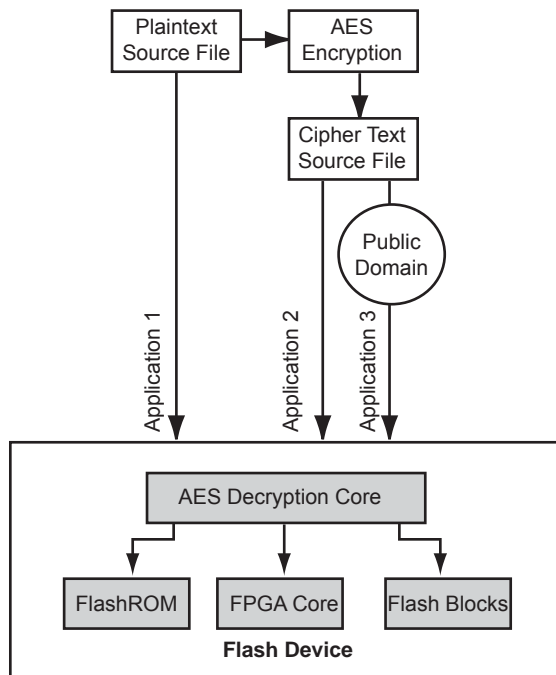 Plaintext
Source File
AES
Encryption
Cipher Text
Source File
Public
Domain
Application 1
Application 2
Application 3
AES Decryption Core
FlashROM
FPGA Core
Flash Blocks
Flash Device